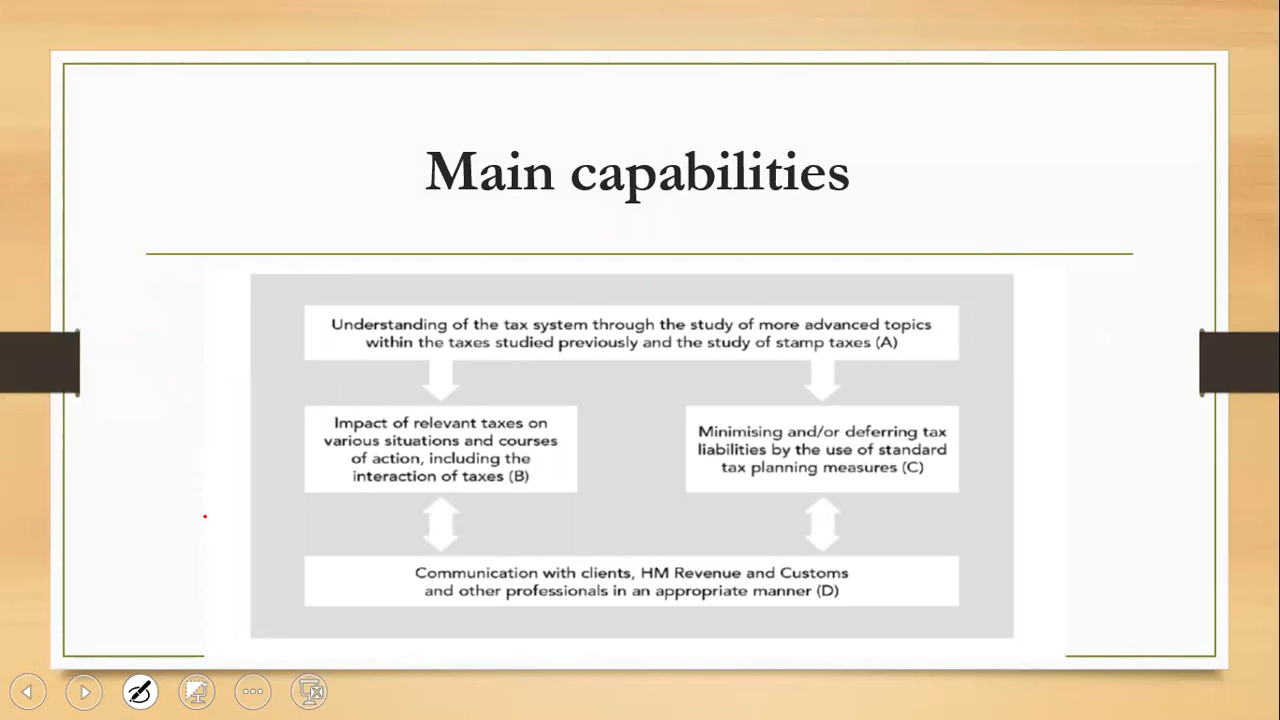 Main capabilities
Understanding of the tax system through the study of more advanced topics
within the taxes studied previously and the study of stamp taxes (A)
Impact of relevant taxes on
various situations and courses
of action, including the
interaction of taxes (B)
Minimising and/or deferring tax
liabilities by the use of standard
tax planning measures (C)
Communication with clients, HM Revenue and Customs
and other professionals in an appropriate manner (D)